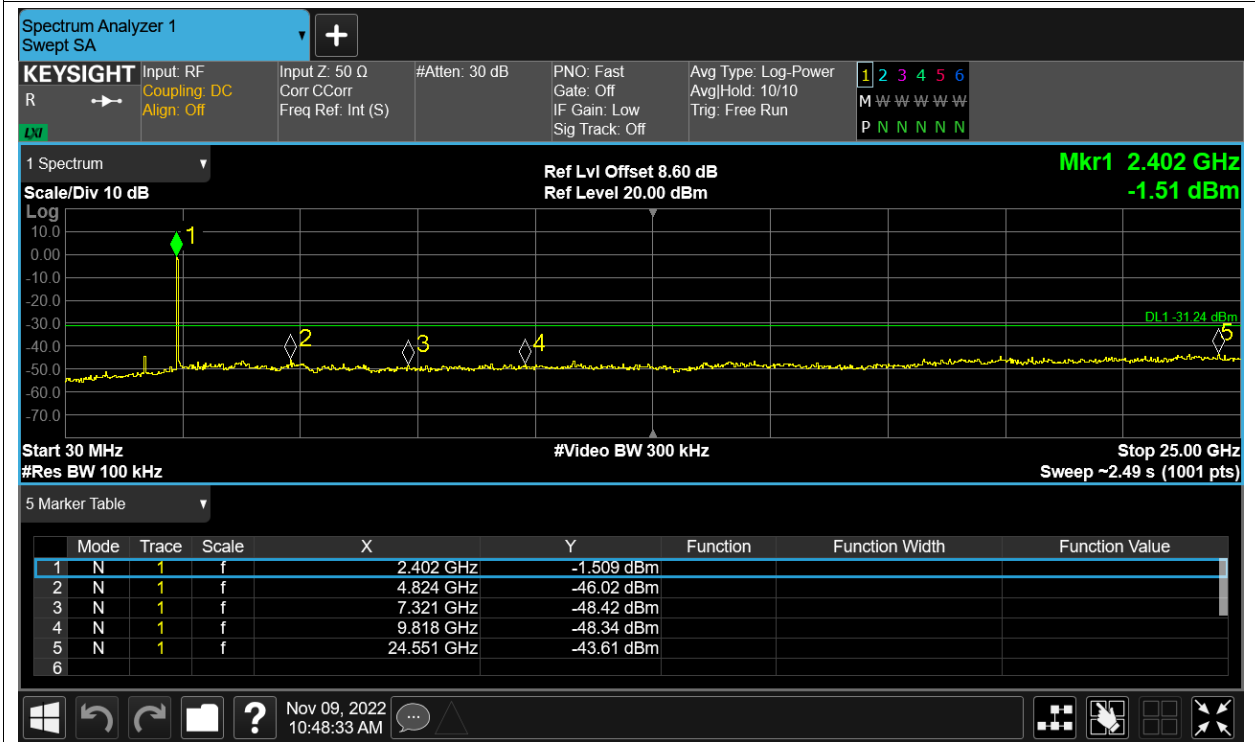 Spectrum Analyzer 1
Swept SA
+
KEYSIGHT Input: RF Input Z: 50 Ω #Atten: 30 dB PNO: Fast Avg Type: Log-Power 1 2 3 4 5 6
R Coupling: DC Corr CCorr Gate: Off Avg|Hold: 10/10 M W W W W W
Align: Off Freq Ref: Int (S) IF Gain: Low Trig: Free Run
LXI Sig Track: Off P N N N N N
1 Spectrum Ref Lvl Offset 8.60 dB Mkr1 2.402 GHz
Scale/Div 10 dB Ref Level 20.00 dBm -1.51 dBm
Log
10.0 1
0.00
-10.0
-20.0
-30.0 DL1 -31.24 dBm
-40.0 2 3 4 5
-50.0
-60.0
-70.0
Start 30 MHz #Video BW 300 kHz Stop 25.00 GHz
#Res BW 100 kHz Sweep ~2.49 s (1001 pts)
5 Marker Table
Mode Trace Scale X Y Function Function Width Function Value
1 N 1 f 2.402 GHz -1.509 dBm
2 N 1 f 4.824 GHz -46.02 dBm
3 N 1 f 7.321 GHz -48.42 dBm
4 N 1 f 9.818 GHz -48.34 dBm
5 N 1 f 24.551 GHz -43.61 dBm
6
? Nov 09, 2022
10:48:33 AM